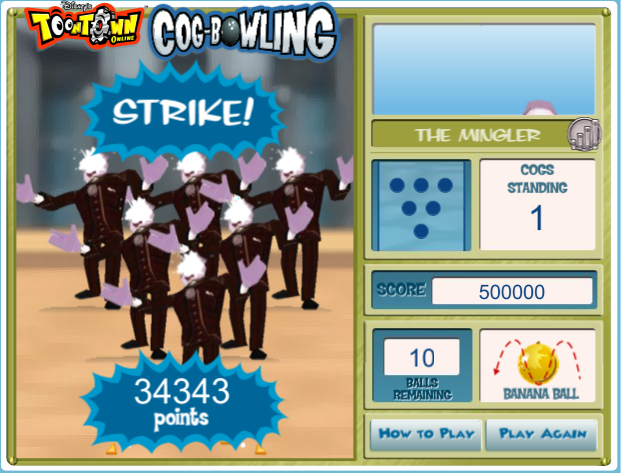 Disney's
TOONTOWN
ONLINE
COG-BOWLING
STRIKE!
34343
points
THE MINGLER
COGS
STANDING
1
SCORE 500000
10
BALLS
REMAINING
BANANA BALL
HOW TO PLAY
PLAY AGAIN